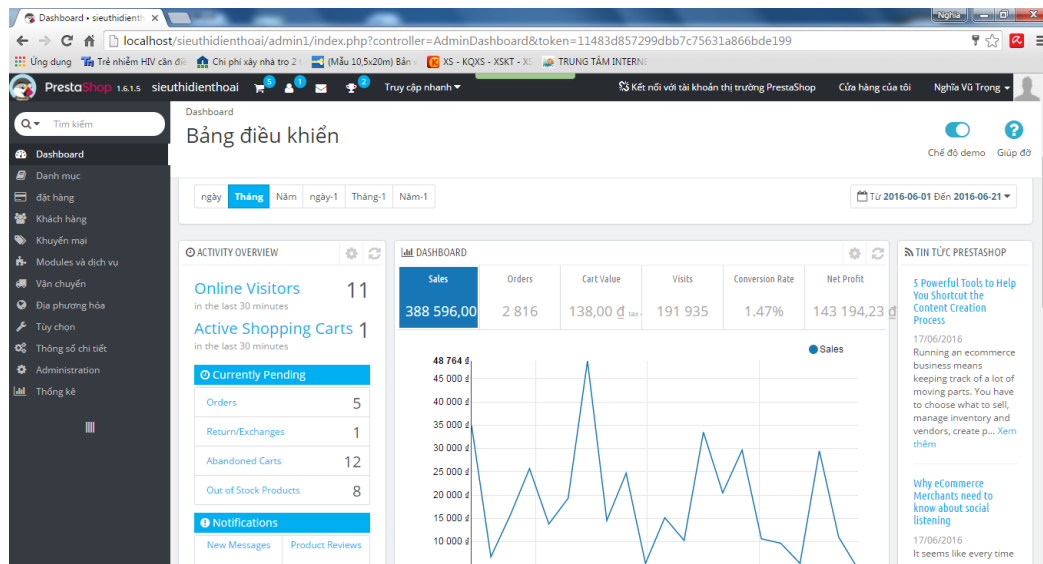 Dashboard • sieuthidienth
Nghĩa
localhost/sieuthidienthoai/admin1/index.php?controller=AdminDashboard&token=11483d857299dbb7c75631a866bde199
Ứng dụng Trẻ nhiễm HIV cần đi Chi phí xây nhà trọ 2 t (Mẫu 10,5x20m) Bán v XS - KQXS - XSKT - XS TRUNG TÂM INTERNE
PrestaShop 1.6.1.5 sieuthidienthoai 5 1 2 Truy cập nhanh Kết nối với tài khoản thị trường PrestaShop Cửa hàng của tôi Nghĩa Vũ Trọng
Tìm kiếm
Dashboard
Danh mục
đặt hàng
Khách hàng
Khuyến mại
Modules và dịch vụ
Vận chuyển
Địa phương hóa
Tùy chọn
Thông số chi tiết
Administration
Thống kê
Dashboard
Bảng điều khiển
Chế độ demo Giúp đỡ
ngày Tháng Năm ngày-1 Tháng-1 Năm-1
Từ 2016-06-01 Đến 2016-06-21
ACTIVITY OVERVIEW
Online Visitors 11
in the last 30 minutes
Active Shopping Carts 1
in the last 30 minutes
Currently Pending
Orders 5
Return/Exchanges 1
Abandoned Carts 12
Out of Stock Products 8
Notifications
New Messages Product Reviews
DASHBOARD
Sales Orders Cart Value Visits Conversion Rate Net Profit
388 596,00 2 816 138,00 ₫ tax 191 935 1.47% 143 194,23 ₫
Sales
48 764 ₫
45 000 ₫
40 000 ₫
35 000 ₫
30 000 ₫
25 000 ₫
20 000 ₫
15 000 ₫
10 000 ₫
TIN TỨC PRESTASHOP
5 Powerful Tools to Help
You Shortcut the
Content Creation
Process
17/06/2016
Running an ecommerce
business means
keeping track of a lot of
moving parts. You have
to choose what to sell,
manage inventory and
vendors, create p... Xem
thêm
Why eCommerce
Merchants need to
know about social
listening
17/06/2016
It seems like every time